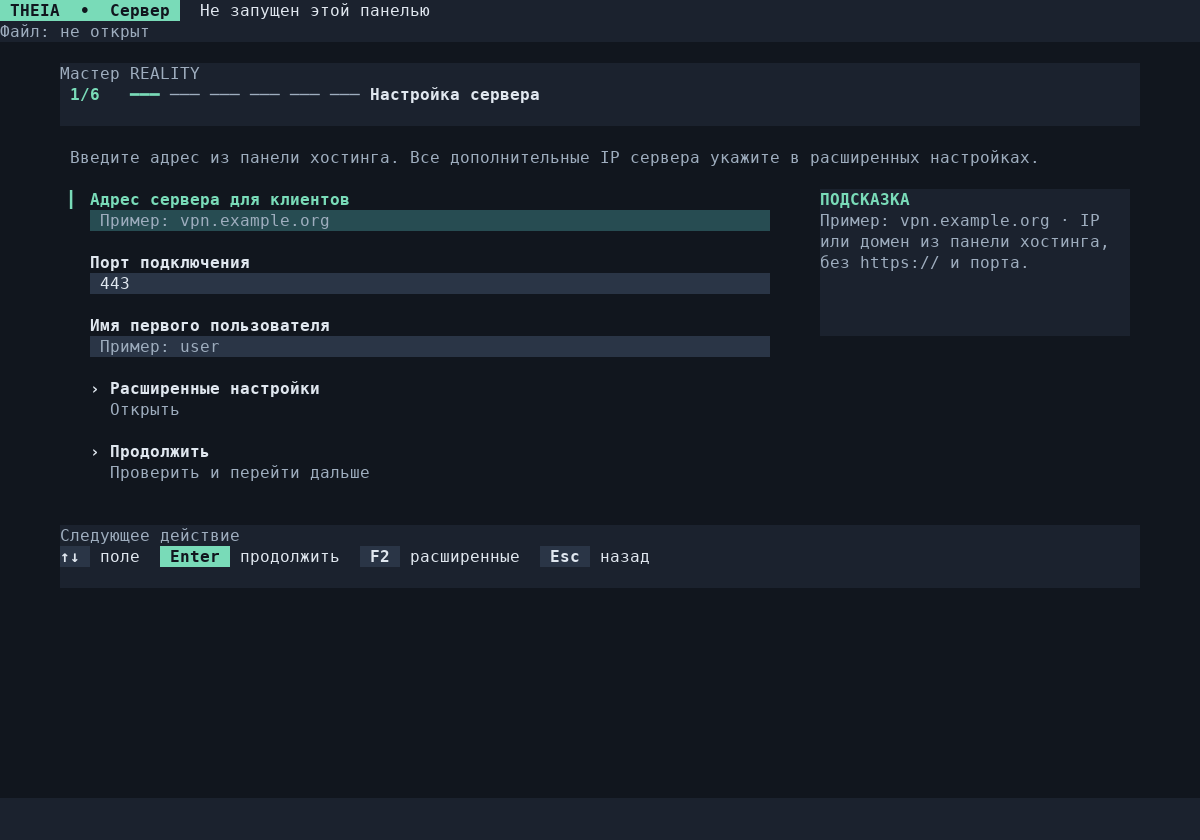 THEIA • Сервер Не запущен этой панелью
Файл: не открыт
Мастер REALITY
1/6 ━━━ ─── ─── ─── ─── ─── Настройка сервера
Введите адрес из панели хостинга. Все дополнительные IP сервера укажите в расширенных настройках.
Адрес сервера для клиентов
Пример: vpn.example.org
Порт подключения
443
Имя первого пользователя
Пример: user
› Расширенные настройки
Открыть
› Продолжить
Проверить и перейти дальше
ПОДСКАЗКА
Пример: vpn.example.org · IP
или домен из панели хостинга,
без https:// и порта.
Следующее действие
↑↓ поле Enter продолжить F2 расширенные Esc назад